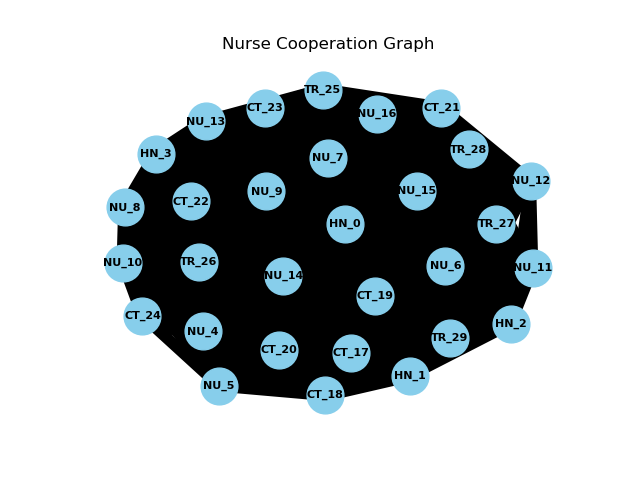 Nurse Cooperation Graph
TR_25
CT_23
NU_16
CT_21
NU_13
HN_3
NU_7
TR_28
NU_12
NU_9
NU_15
CT_22
NU_8
HN_0
TR_27
NU_10
TR_26
NU_14
NU_6
NU_11
CT_19
CT_24
NU_4
HN_2
TR_29
CT_20
CT_17
NU_5
HN_1
CT_18